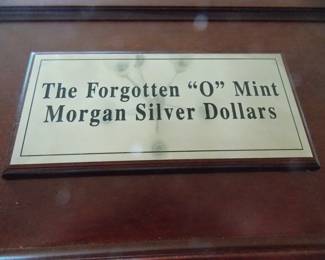 The Forgotten “O” Mint
Morgan Silver Dollars